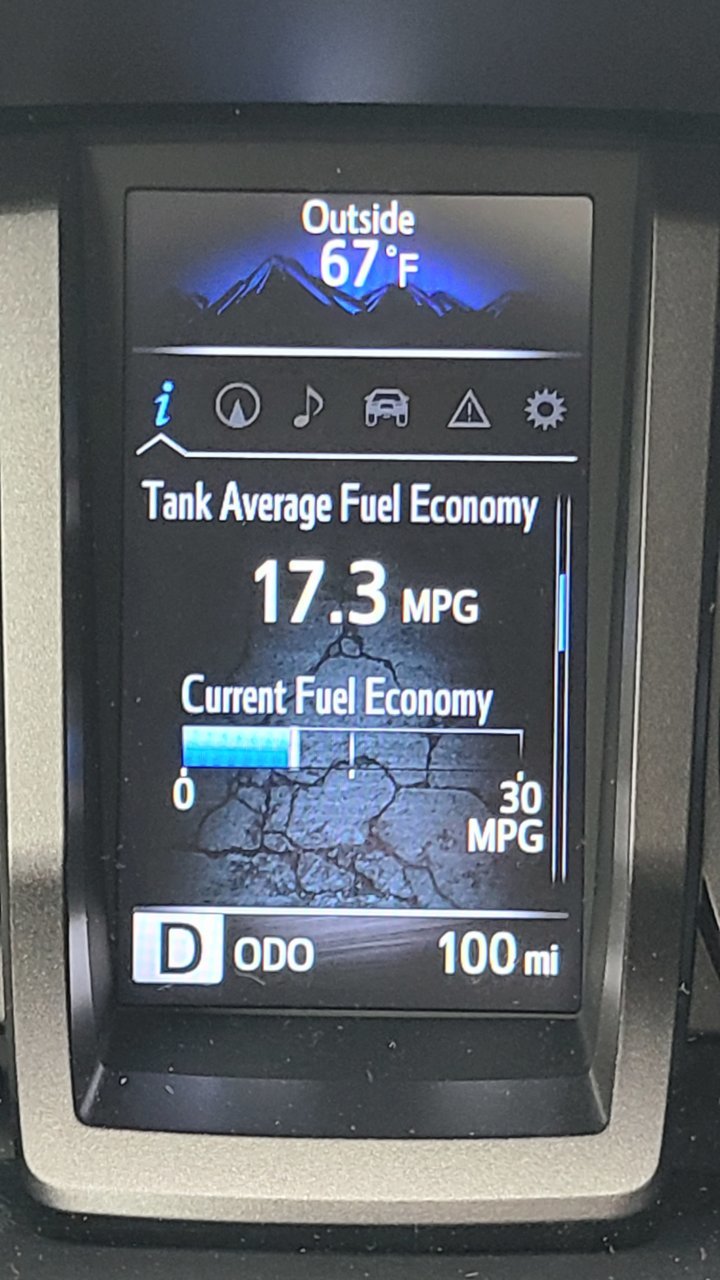 Outside
67°F
i
Tank Average Fuel Economy
17.3 MPG
Current Fuel Economy
0 30
MPG
D ODO 100 mi